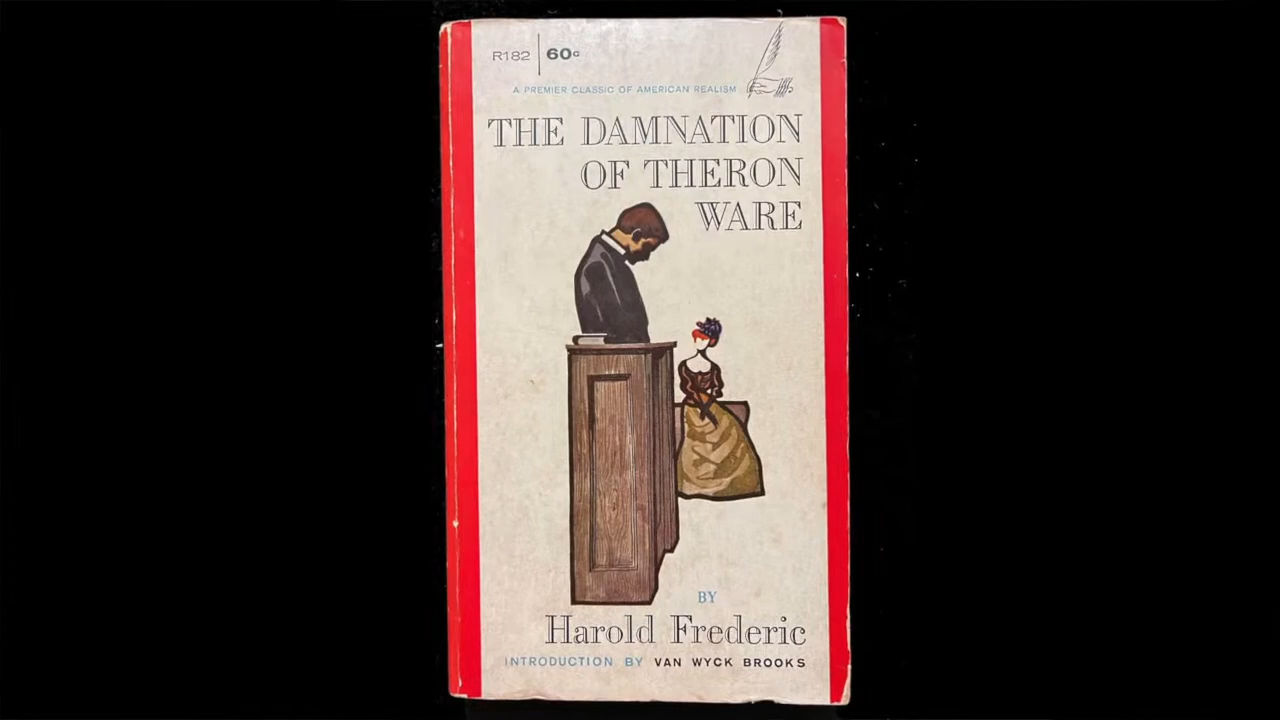 R182 60¢
A PREMIER CLASSIC OF AMERICAN REALISM
THE DAMNATION
OF THERON
WARE
BY
Harold Frederic
INTRODUCTION BY VAN WYCK BROOKS